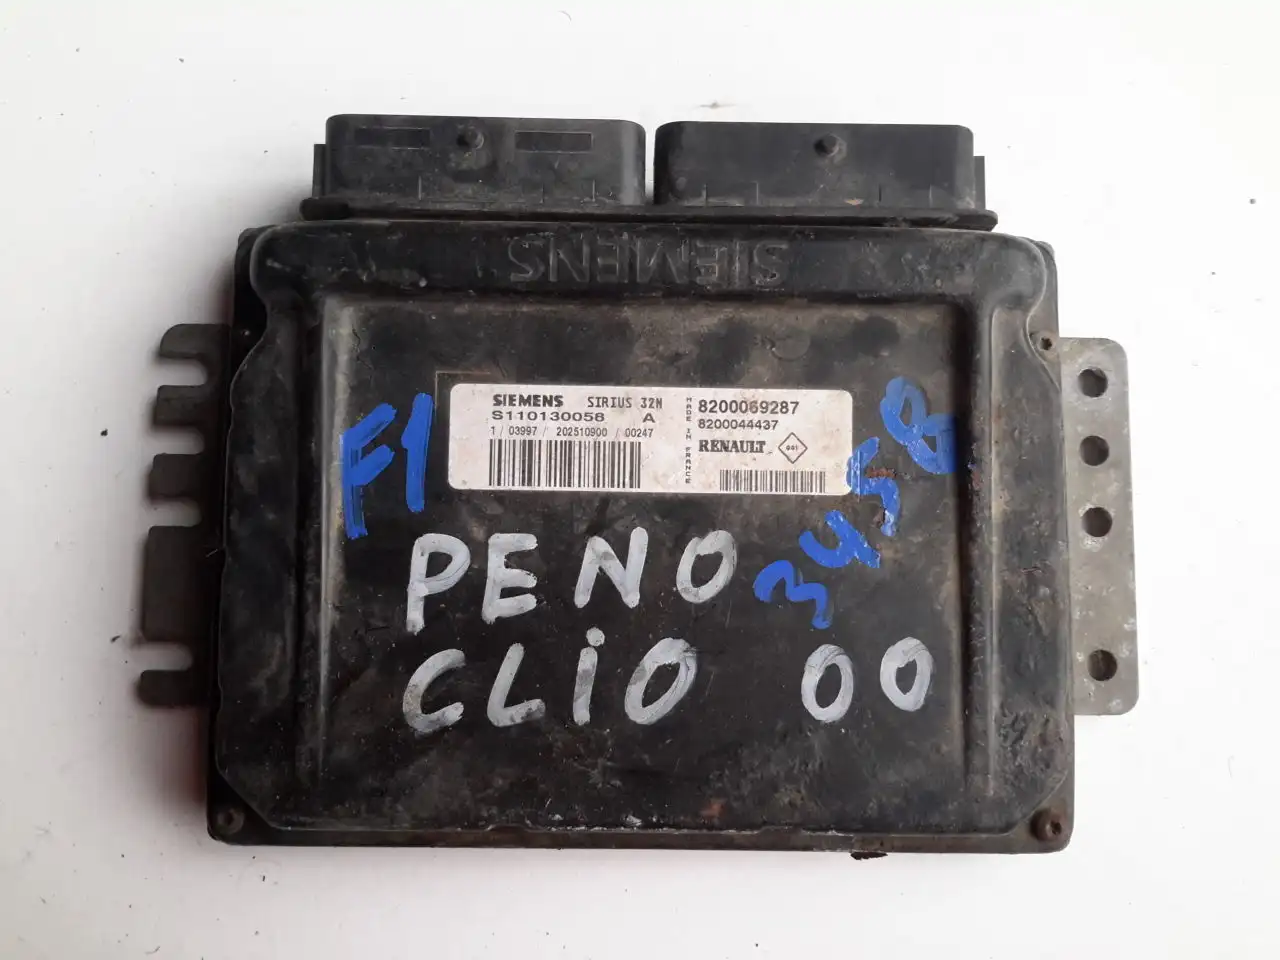 SIEMENS
SIEMENS SIRIUS 32N
S110130058 A
1 / 03997 / 202510900 / 00247
MADE IN FRANCE
8200069287
8200044437
RENAULT
F1
3458
PENO
CLiO 00